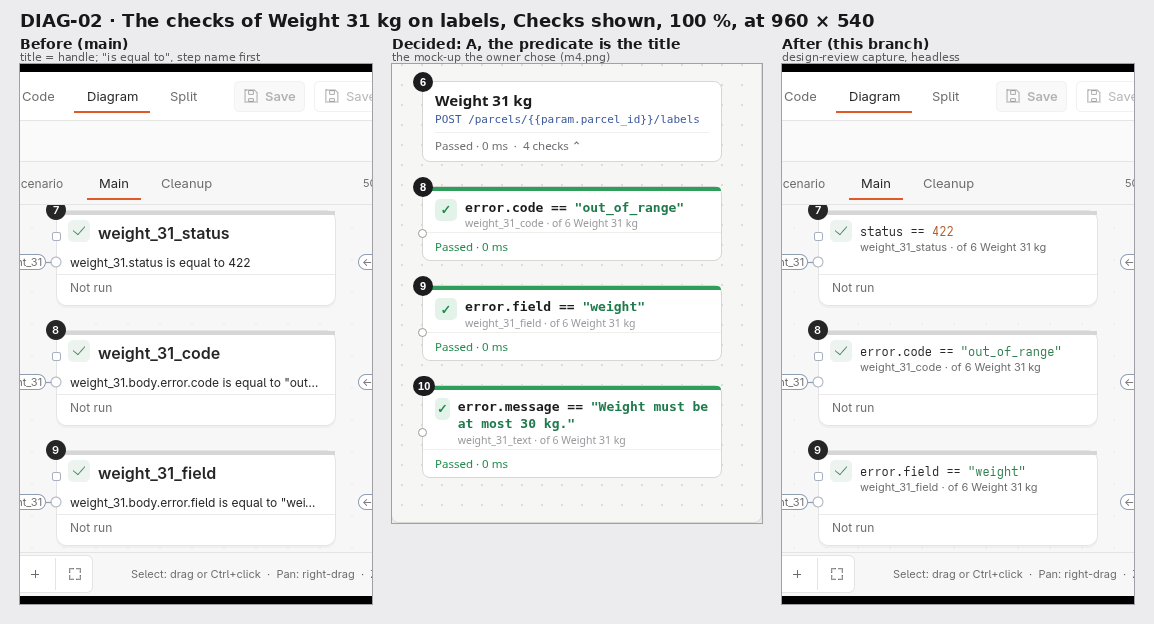 DIAG-02 · The checks of Weight 31 kg on labels, Checks shown, 100 %, at 960 × 540
Before (main)
title = handle; "is equal to", step name first
Code Diagram Split Save Save
cenario Main Cleanup 50
7
weight_31_status
nt_31
weight_31.status is equal to 422
Not run
8
weight_31_code
nt_31
weight_31.body.error.code is equal to "out...
Not run
9
weight_31_field
nt_31
weight_31.body.error.field is equal to "wei...
Not run
+ Select: drag or Ctrl+click · Pan: right-drag ·
Decided: A, the predicate is the title
the mock-up the owner chose (m4.png)
6
Weight 31 kg
POST /parcels/{{param.parcel_id}}/labels
Passed · 0 ms · 4 checks ⌃
8
✓ error.code == "out_of_range"
weight_31_code · of 6 Weight 31 kg
Passed · 0 ms
9
✓ error.field == "weight"
weight_31_field · of 6 Weight 31 kg
Passed · 0 ms
10
✓ error.message == "Weight must be
at most 30 kg."
weight_31_text · of 6 Weight 31 kg
Passed · 0 ms
After (this branch)
design-review capture, headless
Code Diagram Split Save Save
cenario Main Cleanup 50
7
status == 422
weight_31_status · of 6 Weight 31 kg
nt_31
Not run
8
error.code == "out_of_range"
weight_31_code · of 6 Weight 31 kg
nt_31
Not run
9
error.field == "weight"
weight_31_field · of 6 Weight 31 kg
nt_31
Not run
+ Select: drag or Ctrl+click · Pan: right-drag ·